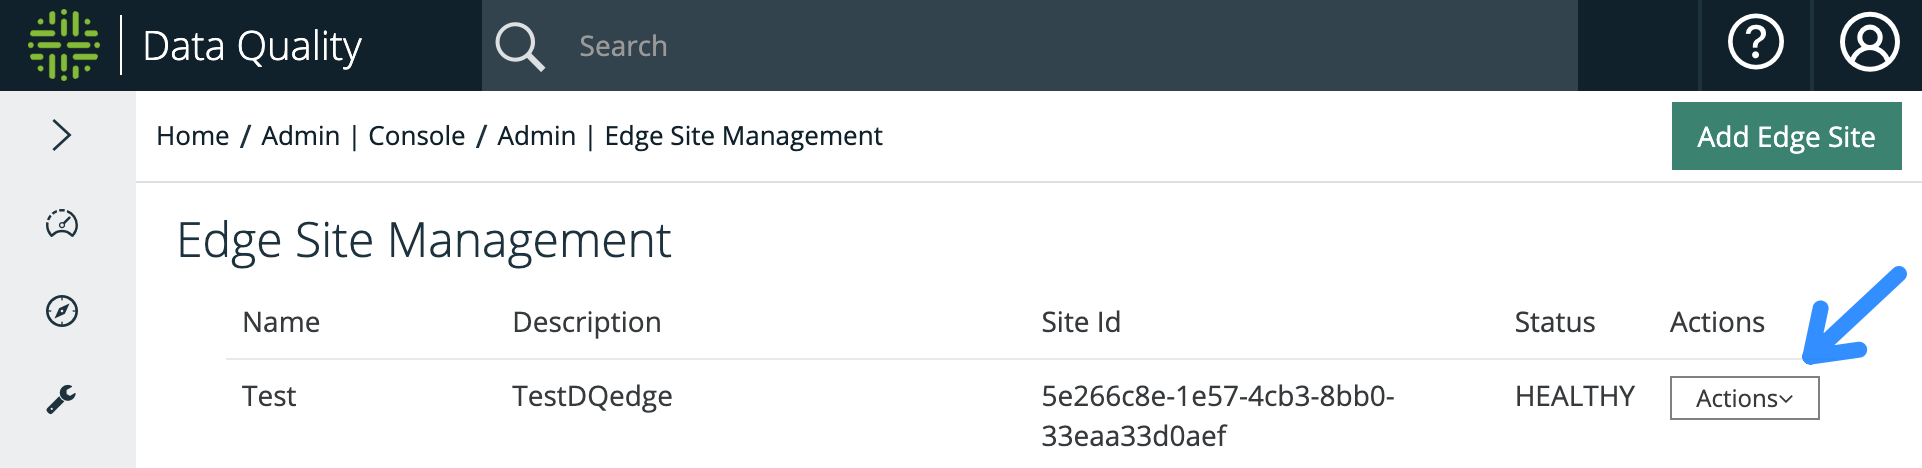 Data Quality
Search
Home / Admin | Console / Admin | Edge Site Management
Add Edge Site
Edge Site Management
Name Description Site Id Status Actions
Test TestDQedge 5e266c8e-1e57-4cb3-8bb0- HEALTHY Actions
33eaa33d0aef